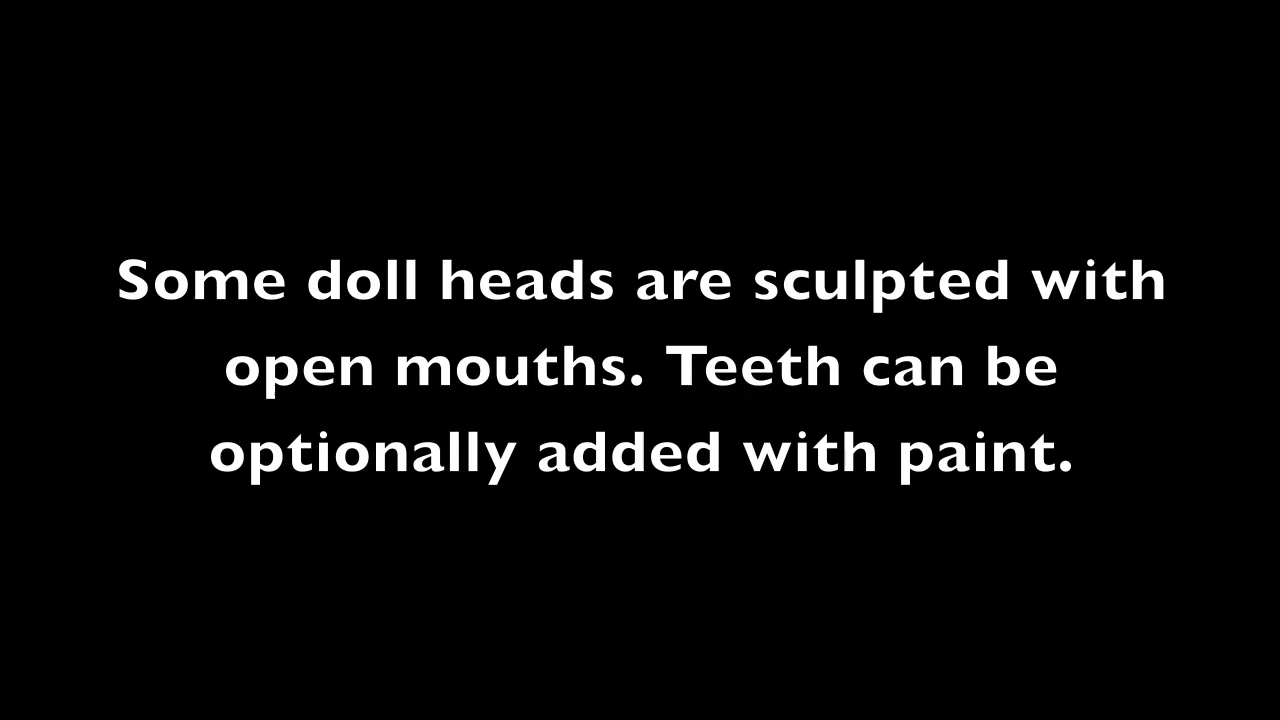 Some doll heads are sculpted with
open mouths. Teeth can be
optionally added with paint.